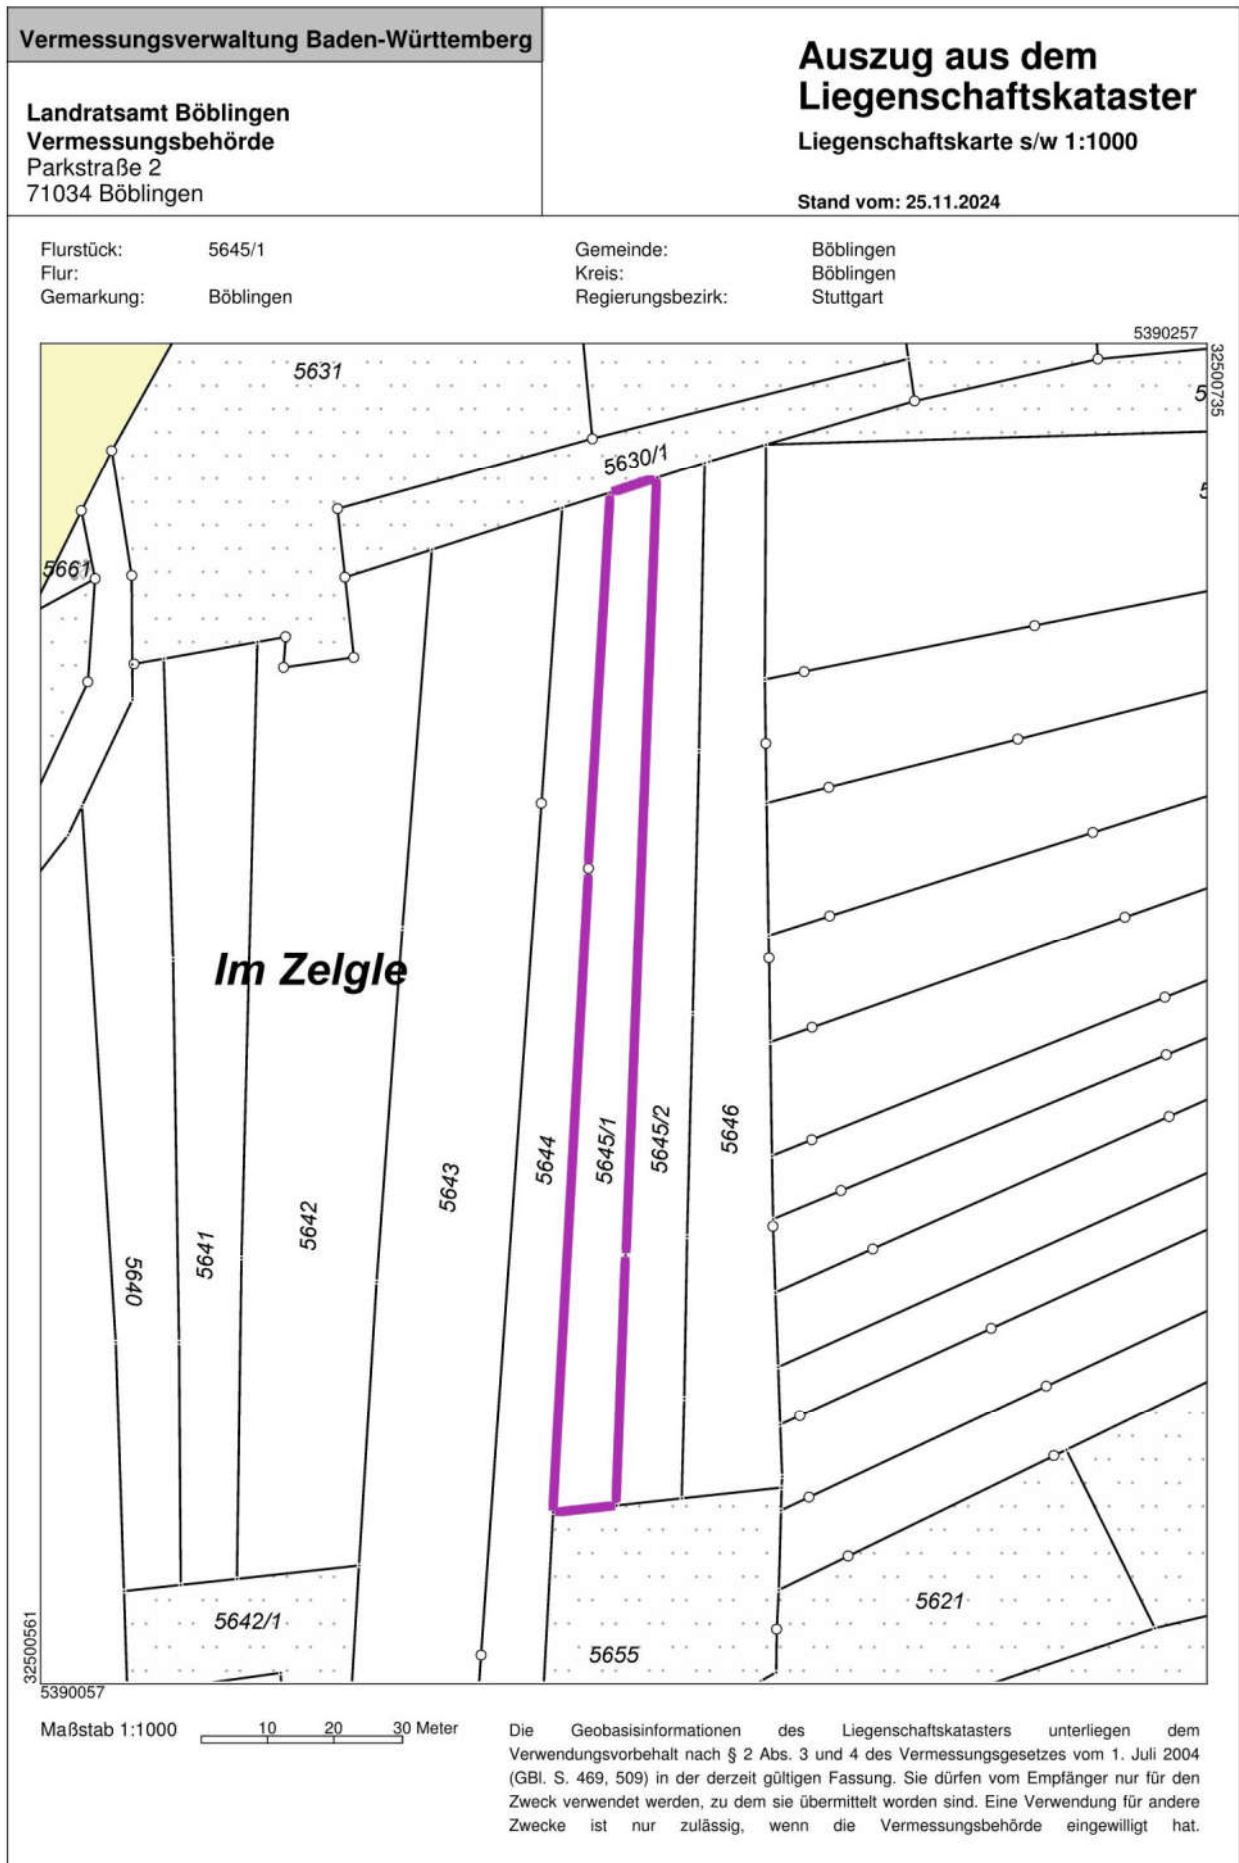 Vermessungsverwaltung Baden-Württemberg
Landratsamt Böblingen
Vermessungsbehörde
Parkstraße 2
71034 Böblingen
Auszug aus dem
Liegenschaftskataster
Liegenschaftskarte s/w 1:1000
Stand vom: 25.11.2024
Flurstück: 5645/1
Flur:
Gemarkung: Böblingen
Gemeinde: Böblingen
Kreis: Böblingen
Regierungsbezirk: Stuttgart
5390257
32500735
5631
5
5630/1
5
5661
Im Zelgle
5640
5641
5642
5643
5644
5645/1
5645/2
5646
5642/1
5655
5621
32500561
5390057
Maßstab 1:1000
10 20 30 Meter
Die Geobasisinformationen des Liegenschaftskatasters unterliegen dem
Verwendungsvorbehalt nach § 2 Abs. 3 und 4 des Vermessungsgesetzes vom 1. Juli 2004
(GBl. S. 469, 509) in der derzeit gültigen Fassung. Sie dürfen vom Empfänger nur für den
Zweck verwendet werden, zu dem sie übermittelt worden sind. Eine Verwendung für andere
Zwecke ist nur zulässig, wenn die Vermessungsbehörde eingewilligt hat.